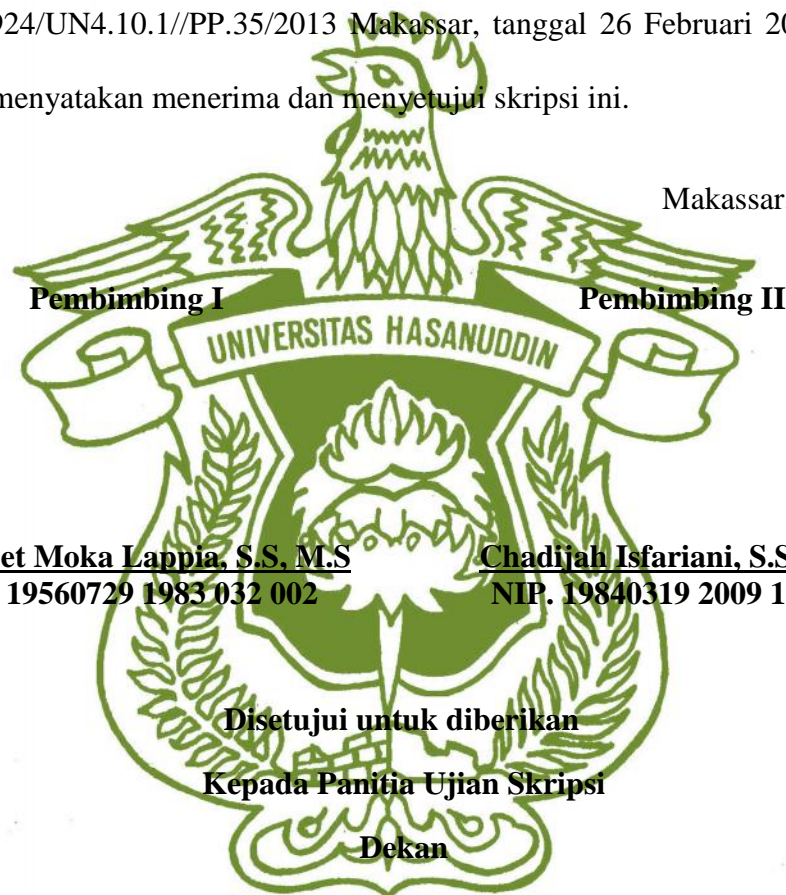 924/UN4.10.1//PP.35/2013 Makassar, tanggal 26 Februari 20
menyatakan menerima dan menyetujui skripsi ini.
Makassar
Pembimbing I Pembimbing II
UNIVERSITAS HASANUDDIN
et Moka Lappia, S.S, M.S Chadijah Isfariani, S.S
19560729 1983 032 002 NIP. 19840319 2009 1
Disetujui untuk diberikan
Kepada Panitia Ujian Skripsi
Dekan